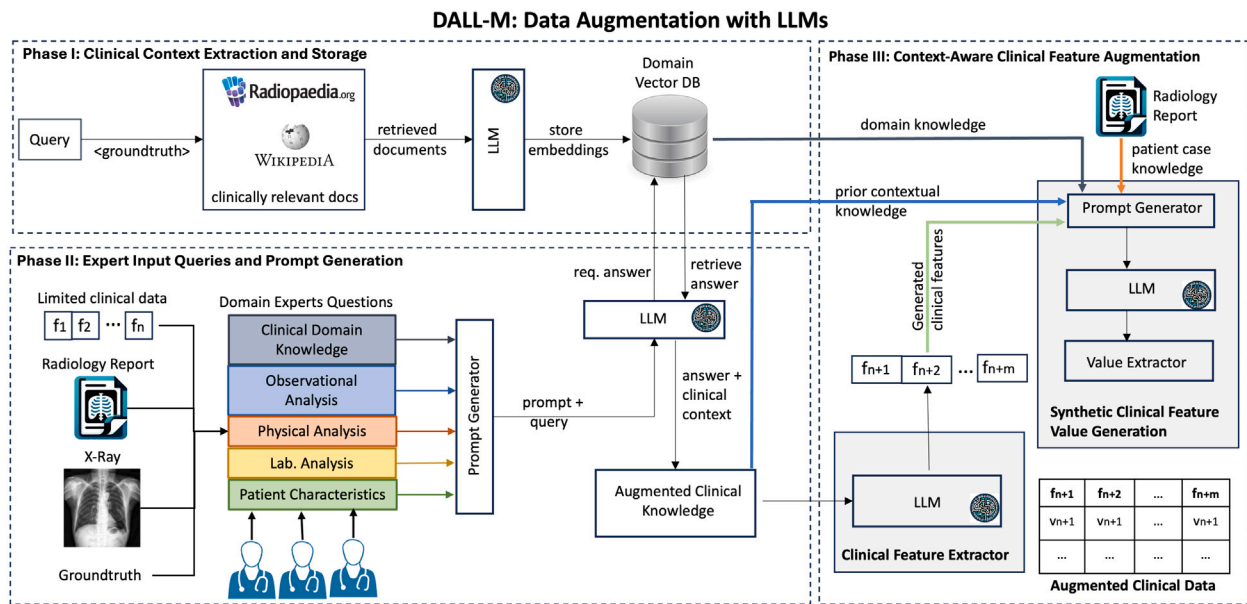 DALL-M: Data Augmentation with LLMs
Phase I: Clinical Context Extraction and Storage
Query
<groundtruth>
Radiopaedia.org
WIKIPEDIA
clinically relevant docs
retrieved
documents
LLM
store
embeddings
Domain
Vector DB
Phase II: Expert Input Queries and Prompt Generation
Limited clinical data
f1 f2 ... fn
Radiology Report
X-Ray
Groundtruth
Domain Experts Questions
Clinical Domain
Knowledge
Observational
Analysis
Physical Analysis
Lab. Analysis
Patient Characteristics
Prompt Generator
prompt +
query
req. answer
retrieve
answer
LLM
answer +
clinical
context
Augmented Clinical
Knowledge
Phase III: Context-Aware Clinical Feature Augmentation
Radiology
Report
domain knowledge
patient case
knowledge
prior contextual
knowledge
Generated
clinical features
Prompt Generator
LLM
Value Extractor
Synthetic Clinical Feature
Value Generation
fn+1 fn+2 ... fn+m
LLM
Clinical Feature Extractor
fn+1 fn+2 ... fn+m
vn+1 vn+1 ... vn+1
... ... ...
Augmented Clinical Data